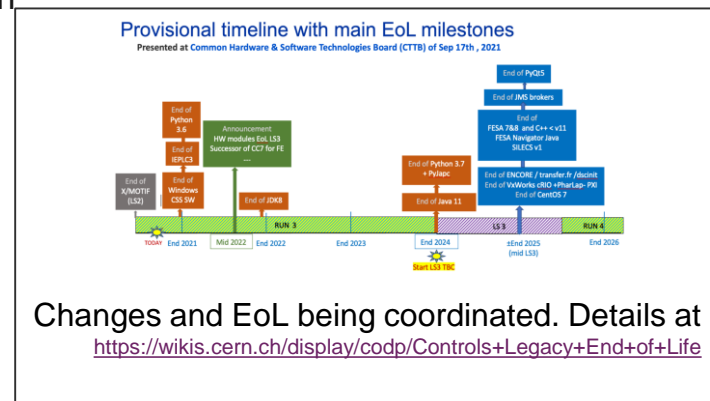 Provisional timeline with main EoL milestones
Presented at Common Hardware & Software Technologies Board (CTTB) of Sep 17th , 2021
End of PyQt5
End of JMS brokers
End of
Python
3.6
End of
IEPLC3
End of
Windows
CSS SW
End of
X/MOTIF
(LS2)
Announcement
HW modules EoL LS3
Successor of CC7 for FE
....
End of JDK8
End of Python 3.7
+ PyJapc
End of Java 11
End of
FESA 7&8 and C++ < v11
FESA Navigator Java
SILECS v1
End of ENCORE / transfer.fr /dscinit
End of VxWorks cRIO +PharLap- PXI
End of CentOS 7
RUN 3
LS 3
RUN 4
TODAY
End 2021
Mid 2022
End 2022
End 2023
End 2024
±End 2025
(mid LS3)
End 2026
Start LS3 TBC
Changes and EoL being coordinated. Details at
https://wikis.cern.ch/display/codp/Controls+Legacy+End+of+Life